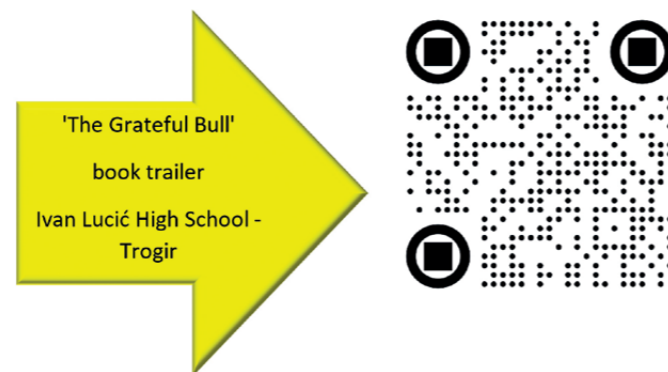 'The Grateful Bull'
book trailer
Ivan Lucić High School -
Trogir